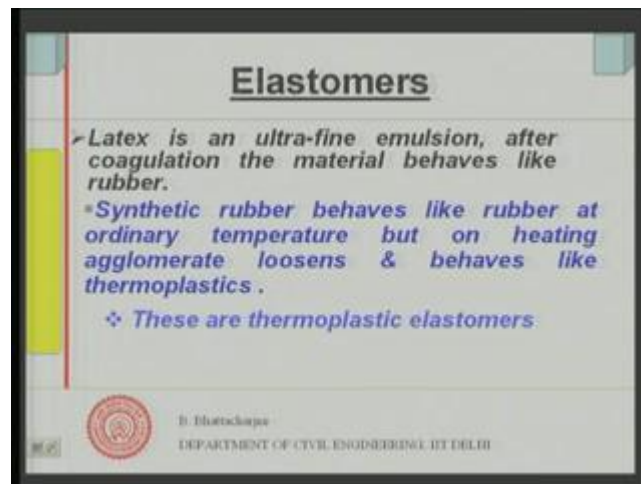 Elastomers
➢Latex is an ultra-fine emulsion, after
coagulation the material behaves like
rubber.
▪Synthetic rubber behaves like rubber at
ordinary temperature but on heating
agglomerate loosens & behaves like
thermoplastics .
❖ These are thermoplastic elastomers
B. Bhattacharjee
DEPARTMENT OF CIVIL ENGINEERING, IIT DELHI